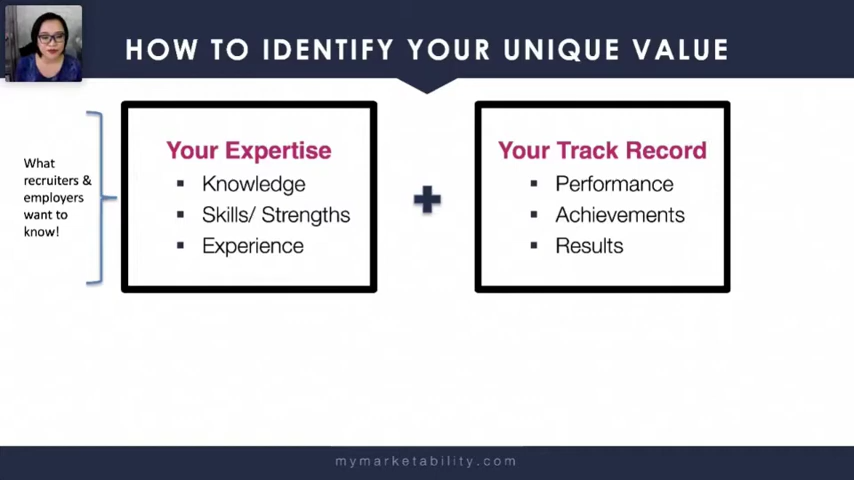 HOW TO IDENTIFY YOUR UNIQUE VALUE
What
recruiters &
employers
want to
know!
Your Expertise
▪ Knowledge
▪ Skills/ Strengths
▪ Experience
+
Your Track Record
▪ Performance
▪ Achievements
▪ Results
mymarketability.com